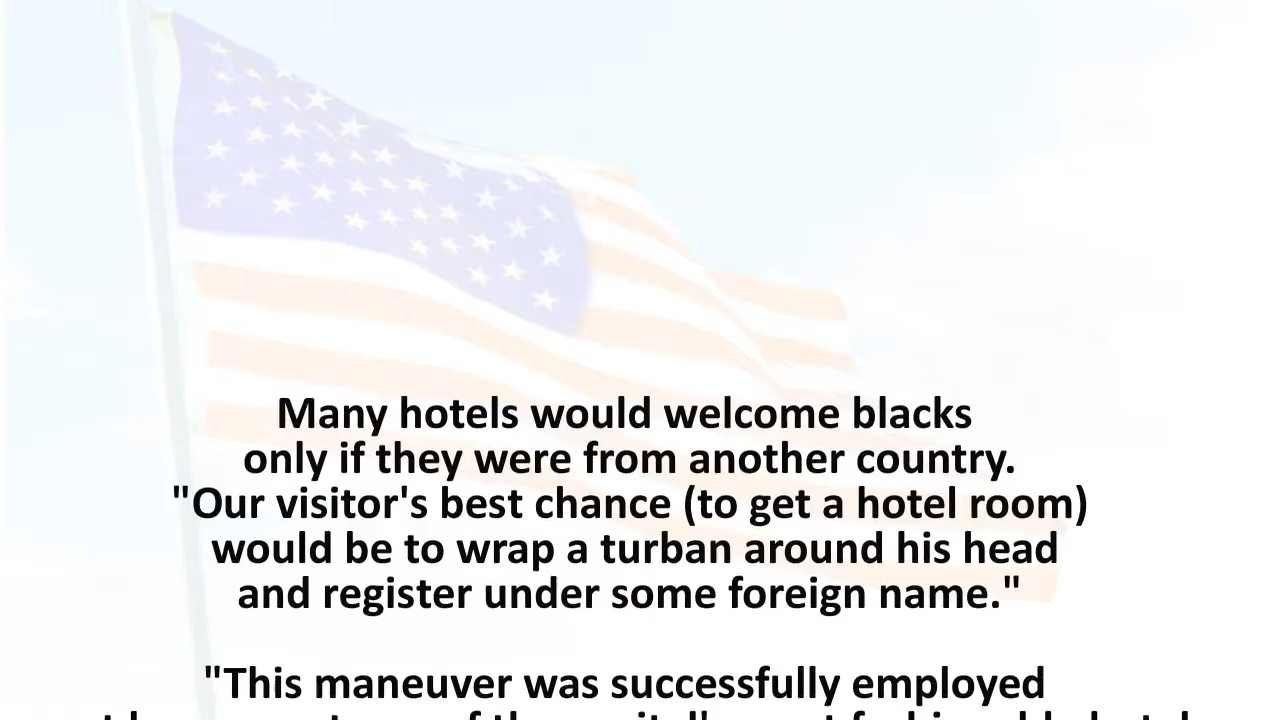 Many hotels would welcome blacks
only if they were from another country.
"Our visitor's best chance (to get a hotel room)
would be to wrap a turban around his head
and register under some foreign name."
"This maneuver was successfully employed